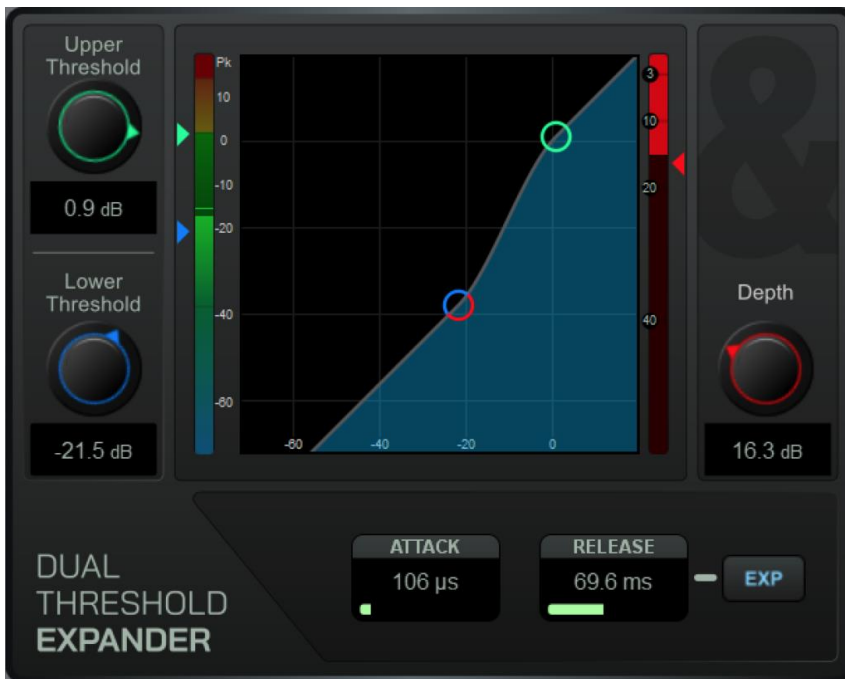 Upper
Threshold
0.9 dB
Lower
Threshold
-21.5 dB
Pk
10
0
-10
-20
-40
-60
-60
-40
-20
0
3
10
20
40
&
Depth
16.3 dB
DUAL
THRESHOLD
EXPANDER
ATTACK
106 µs
RELEASE
69.6 ms
EXP